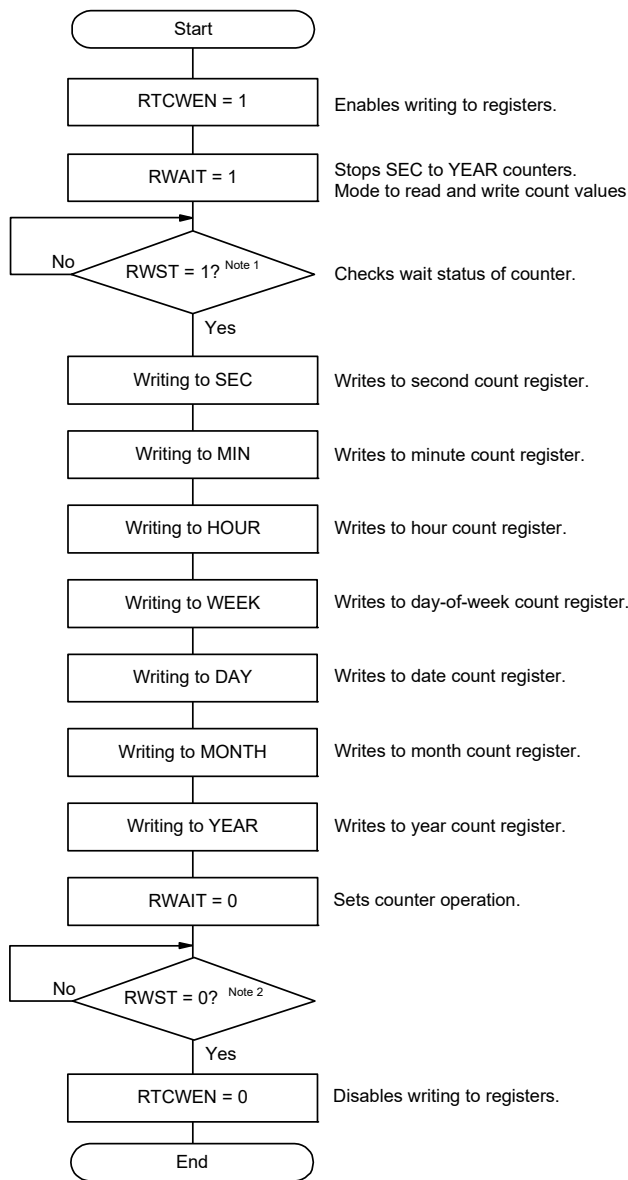 Start
RTCWEN = 1
Enables writing to registers.
RWAIT = 1
Stops SEC to YEAR counters.
Mode to read and write count values
No
RWST = 1? Note 1
Checks wait status of counter.
Yes
Writing to SEC
Writes to second count register.
Writing to MIN
Writes to minute count register.
Writing to HOUR
Writes to hour count register.
Writing to WEEK
Writes to day-of-week count register.
Writing to DAY
Writes to date count register.
Writing to MONTH
Writes to month count register.
Writing to YEAR
Writes to year count register.
RWAIT = 0
Sets counter operation.
No
RWST = 0? Note 2
Yes
RTCWEN = 0
Disables writing to registers.
End